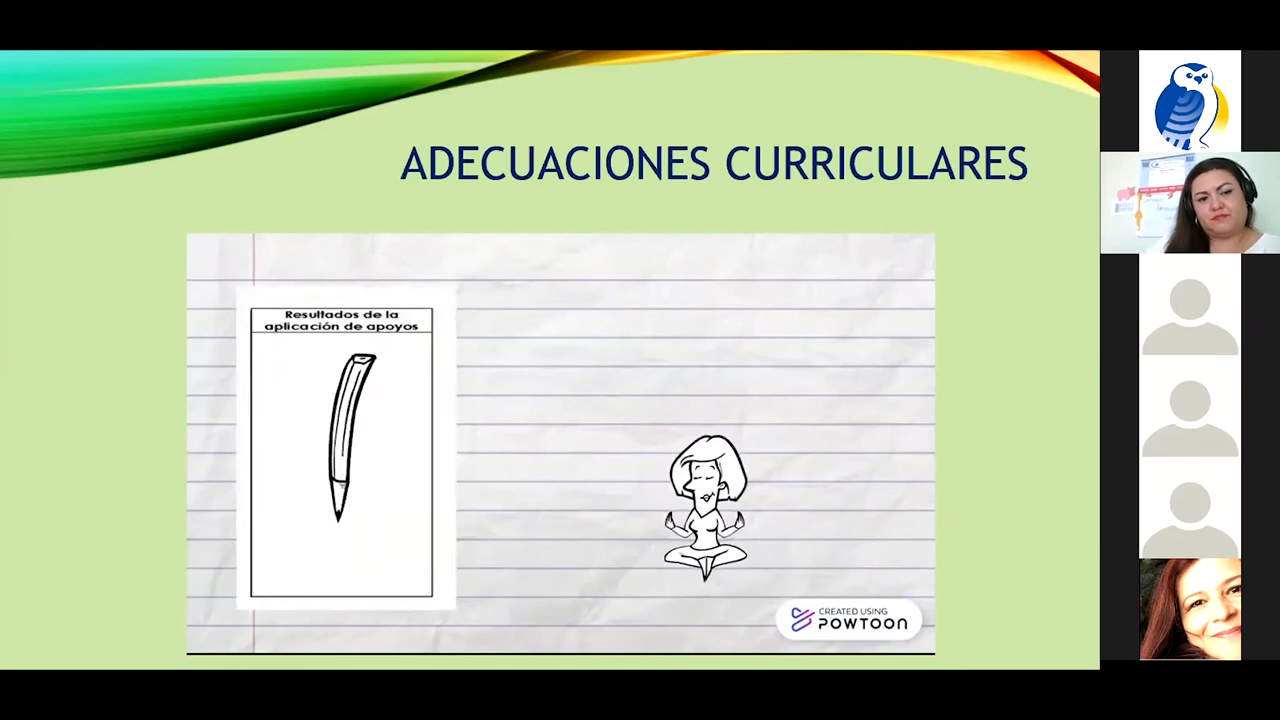 ADECUACIONES CURRICULARES
Resultados de la
aplicación de apoyos
CREATED USING
POWTOON